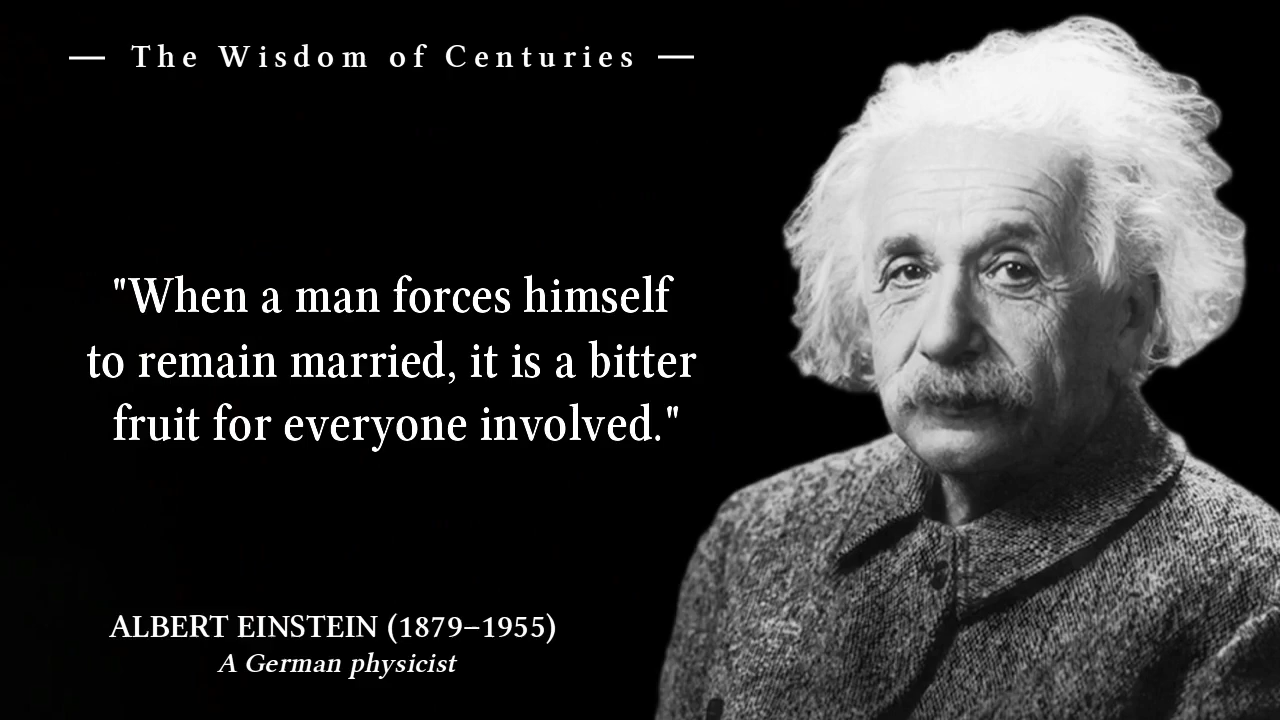 — The Wisdom of Centuries —
"When a man forces himself
to remain married, it is a bitter
fruit for everyone involved."
ALBERT EINSTEIN (1879–1955)
A German physicist